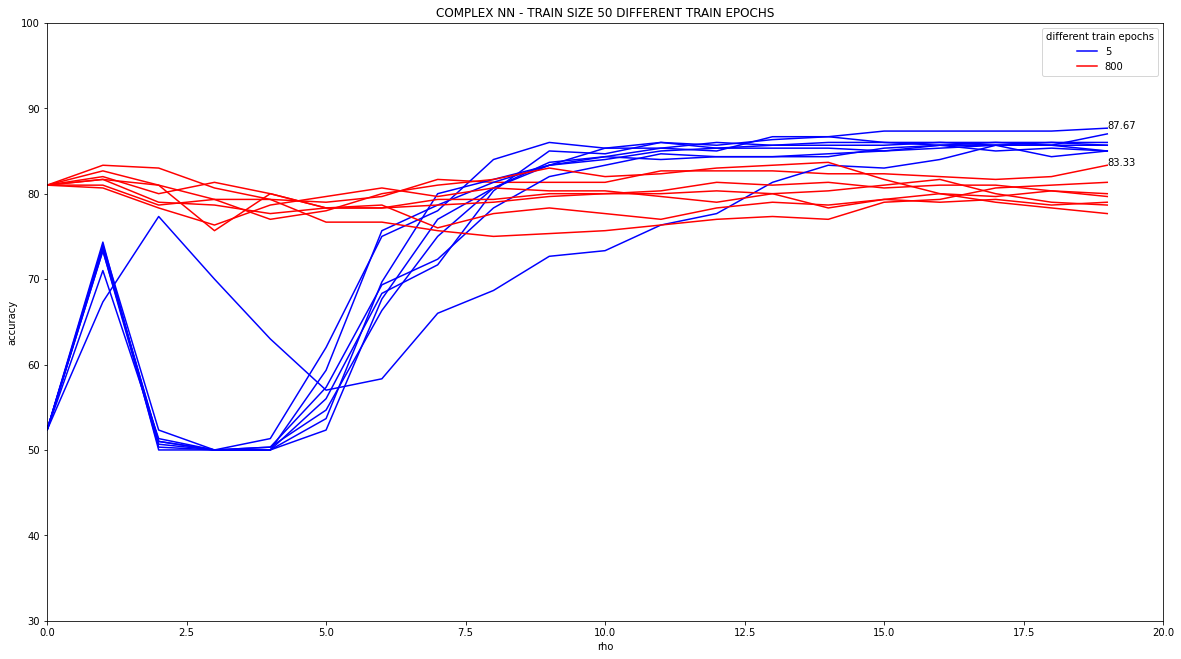 COMPLEX NN - TRAIN SIZE 50 DIFFERENT TRAIN EPOCHS
different train epochs
5
800
100
90
80
70
60
50
40
30
accuracy
87.67
83.33
0.0 2.5 5.0 7.5 10.0 12.5 15.0 17.5 20.0
rho